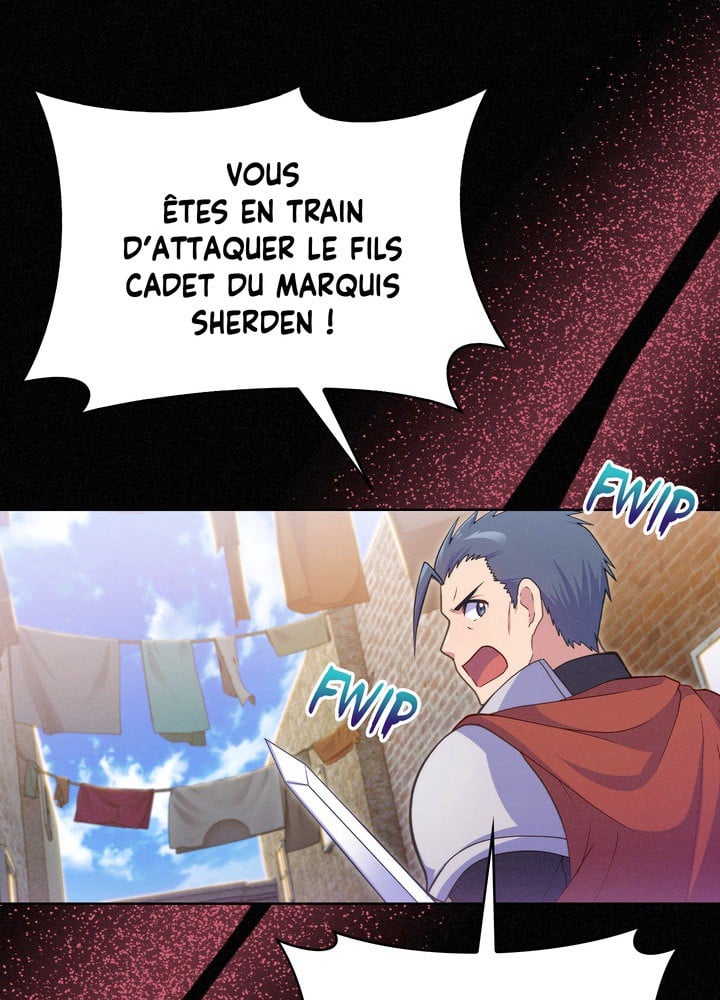 VOUS
ÊTES EN TRAIN
D'ATTAQUER LE FILS
CADET DU MARQUIS
SHERDEN !
FWIP
FWIP